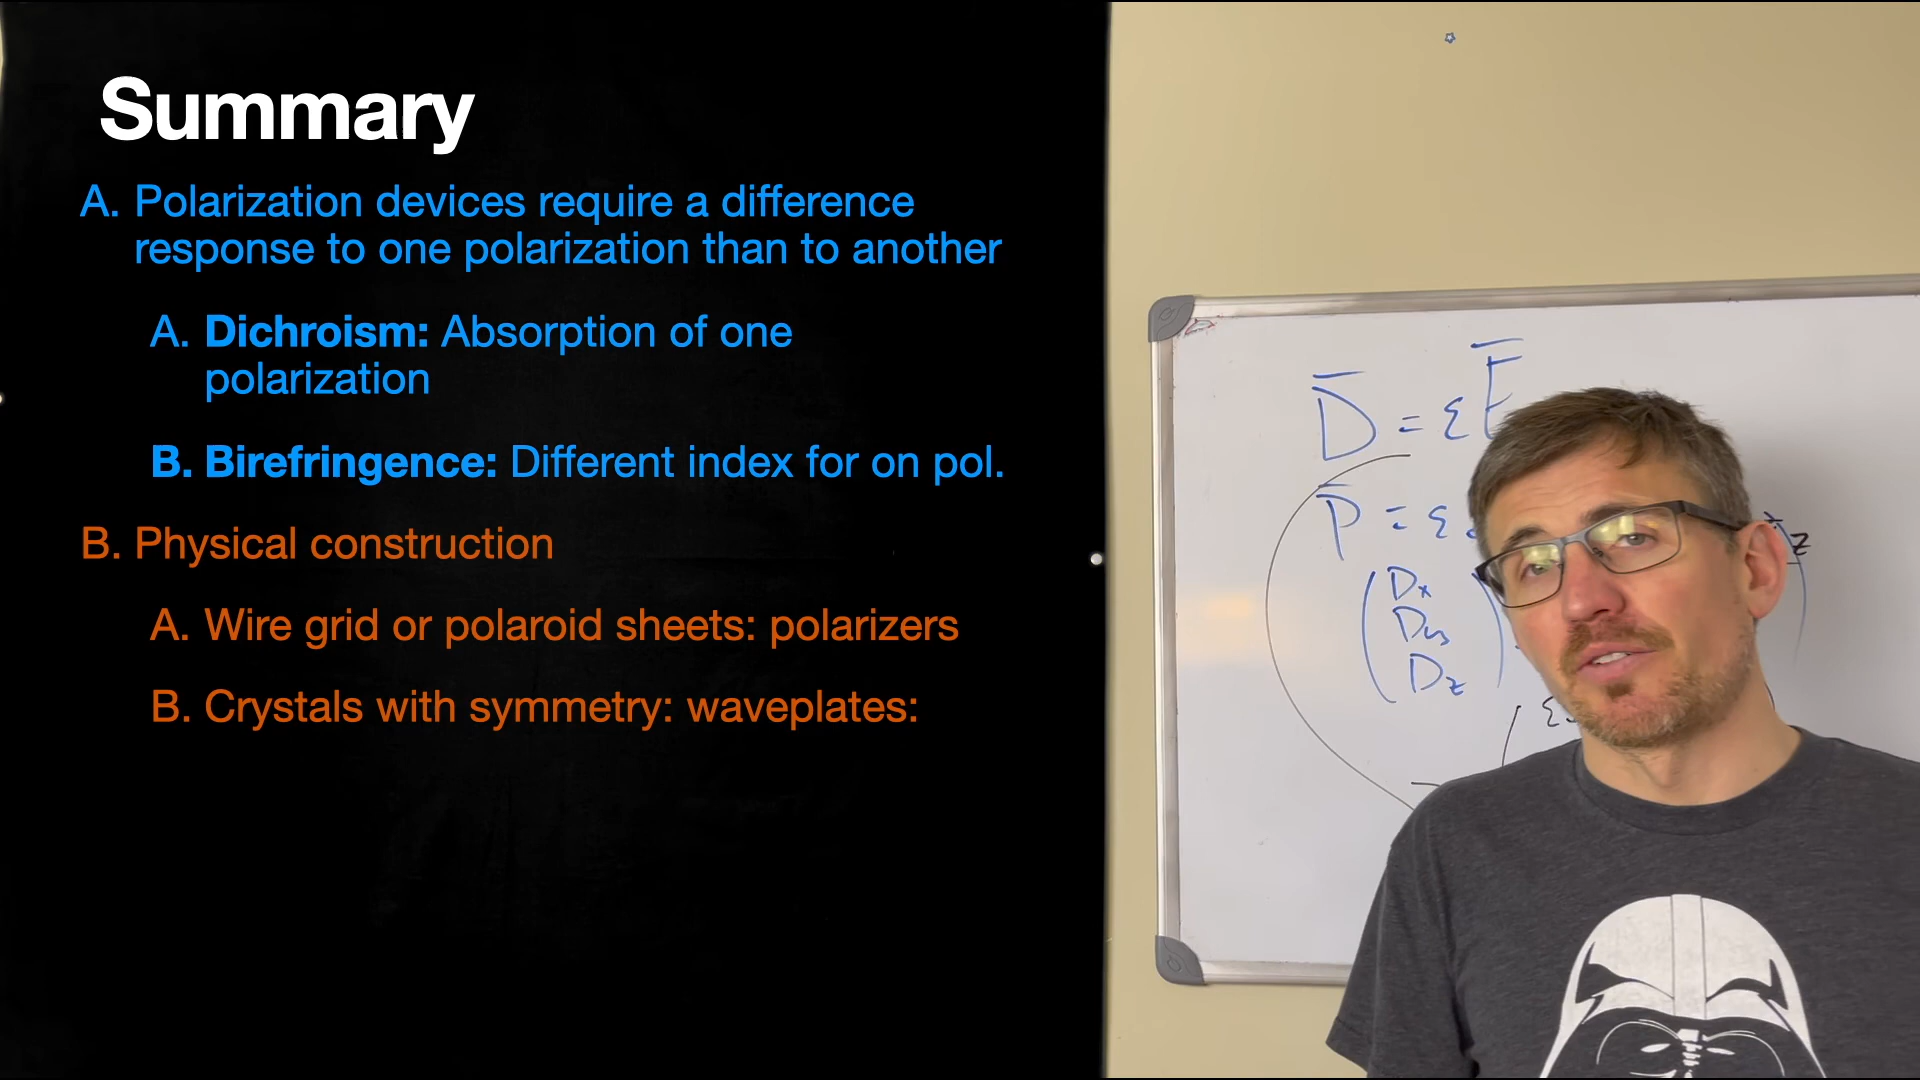 Summary
A. Polarization devices require a difference
response to one polarization than to another
A. Dichroism: Absorption of one
polarization
B. Birefringence: Different index for on pol.
B. Physical construction
A. Wire grid or polaroid sheets: polarizers
B. Crystals with symmetry: waveplates:
D = ε E
P = ε
Dx
Dy
Dz
z